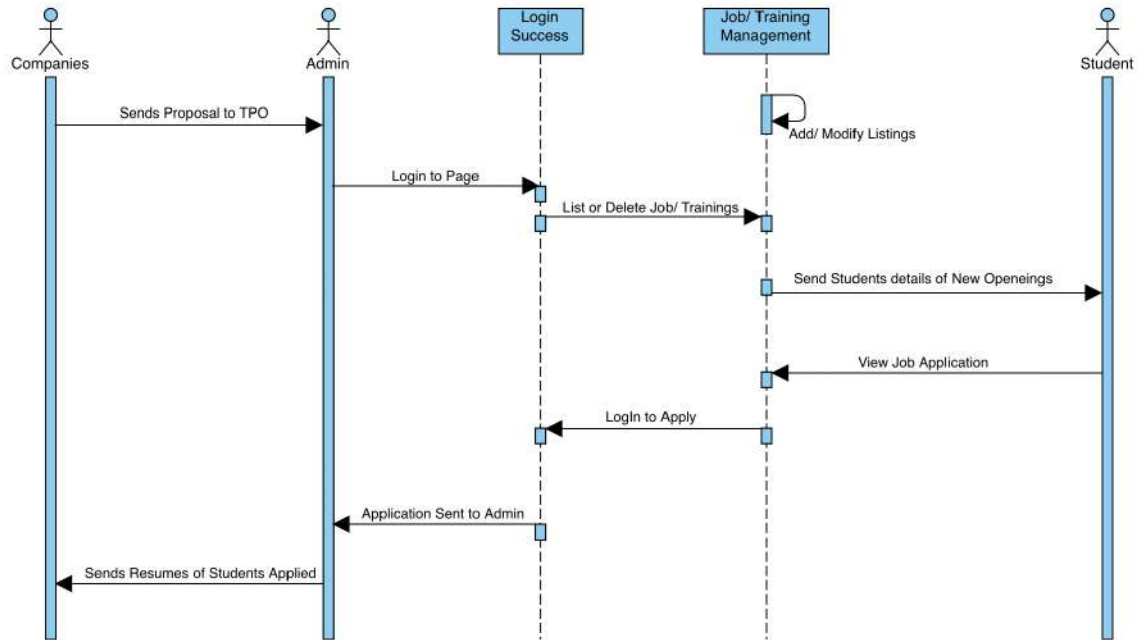 Login
Success
Job/ Training
Management
Companies
Admin
Student
Sends Proposal to TPO
Add/ Modify Listings
Login to Page
List or Delete Job/ Trainings
Send Students details of New Openeings
View Job Application
LogIn to Apply
Application Sent to Admin
Sends Resumes of Students Applied